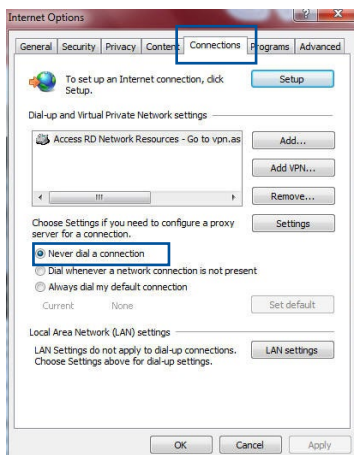 Internet Options
General Security Privacy Content Connections Programs Advanced
To set up an Internet connection, click
Setup.
Setup
Dial-up and Virtual Private Network settings
Access RD Network Resources - Go to vpn.as
Add...
Add VPN...
Remove...
Choose Settings if you need to configure a proxy
server for a connection.
Settings
Never dial a connection
Dial whenever a network connection is not present
Always dial my default connection
Current None
Set default
Local Area Network (LAN) settings
LAN Settings do not apply to dial-up connections.
Choose Settings above for dial-up settings.
LAN settings
OK Cancel Apply